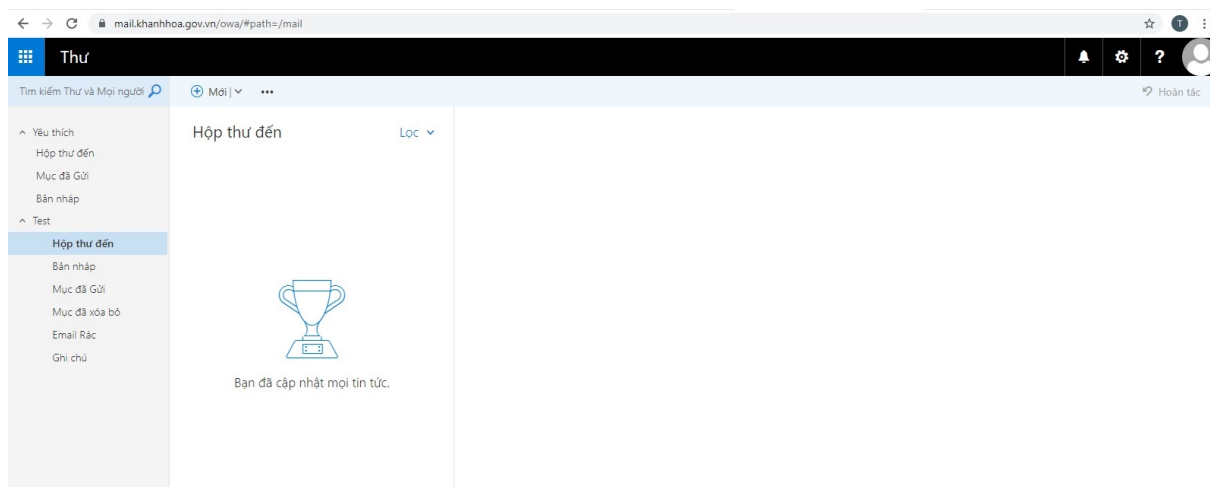 mail.khanhhoa.gov.vn/owa/#path=/mail
T
Thư
?
Tìm kiếm Thư và Mọi người
Mới
Hoàn tác
Yêu thích
Hộp thư đến
Mục đã Gửi
Bản nháp
Test
Hộp thư đến
Bản nháp
Mục đã Gửi
Mục đã xóa bỏ
Email Rác
Ghi chú
Hộp thư đến
Lọc
Bạn đã cập nhật mọi tin tức.